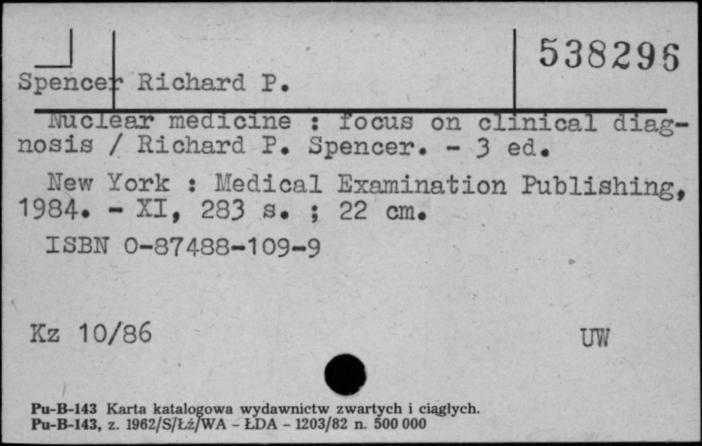 538296
Spencer Richard P.
Nuclear medicine : focus on clinical diag-
nosis / Richard P. Spencer. - 3 ed.
New York : Medical Examination Publishing,
1984. - XI, 283 s. ; 22 cm.
ISBN 0-87488-109-9
Kz 10/86 UW
Pu-B-143 Karta katalogowa wydawnictw zwartych i ciągłych.
Pu-B-143, z. 1962/S/Łż/WA - ŁDA - 1203/82 n. 500 000